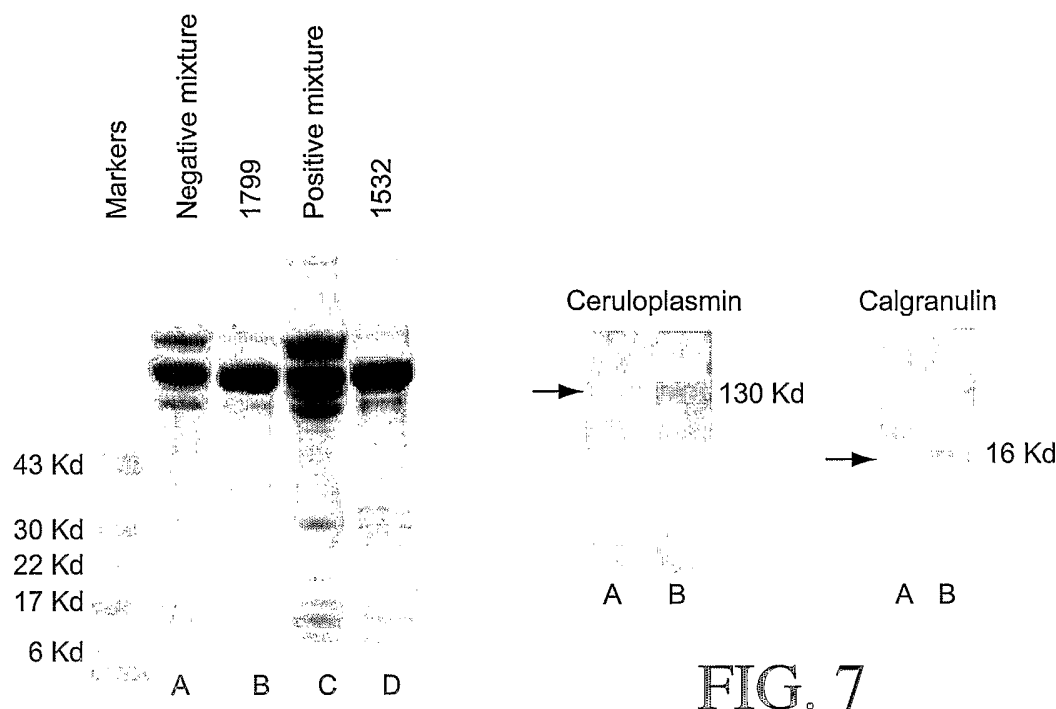 Markers
Negative mixture
1799
Positive mixture
1532
43 Kd
30 Kd
22 Kd
17 Kd
6 Kd
A B C D
Ceruloplasmin
130 Kd
A B
Calgranulin
16 Kd
A B
FIG. 7